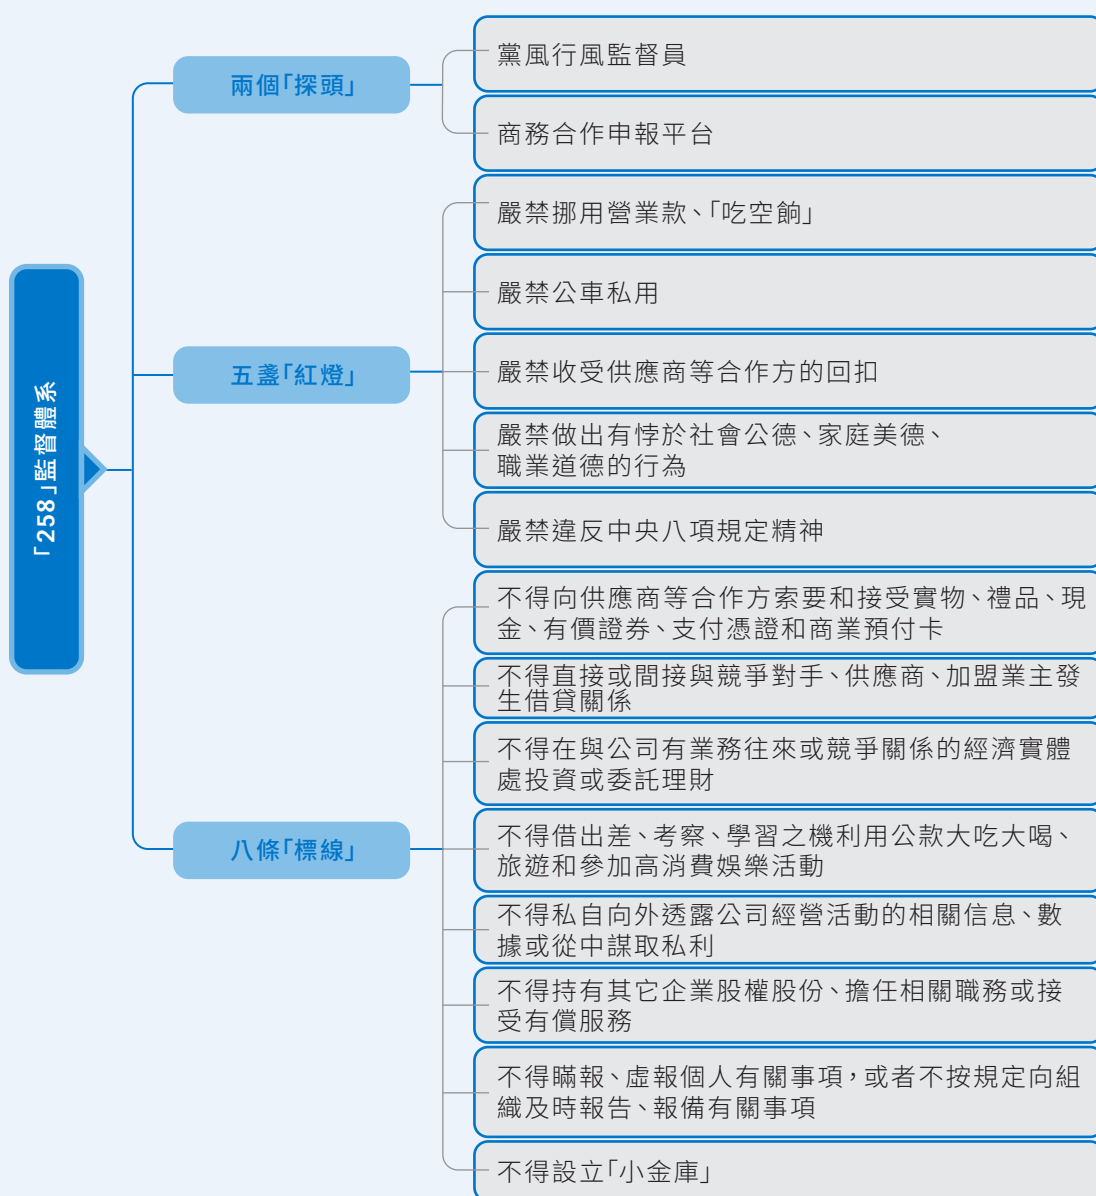 「258」監督體系
兩個「探頭」
黨風行風監督員
商務合作申報平台
五盞「紅燈」
嚴禁挪用營業款、「吃空餉」
嚴禁公車私用
嚴禁收受供應商等合作方的回扣
嚴禁做出有悖於社會公德、家庭美德、
職業道德的行為
嚴禁違反中央八項規定精神
八條「標線」
不得向供應商等合作方索要和接受實物、禮品、現
金、有價證券、支付憑證和商業預付卡
不得直接或間接與競爭對手、供應商、加盟業主發
生借貸關係
不得在與公司有業務往來或競爭關係的經濟實體
處投資或委託理財
不得借出差、考察、學習之機利用公款大吃大喝、
旅遊和參加高消費娛樂活動
不得私自向外透露公司經營活動的相關信息、數
據或從中謀取私利
不得持有其它企業股權股份、擔任相關職務或接
受有償服務
不得瞞報、虛報個人有關事項，或者不按規定向組
織及時報告、報備有關事項
不得設立「小金庫」